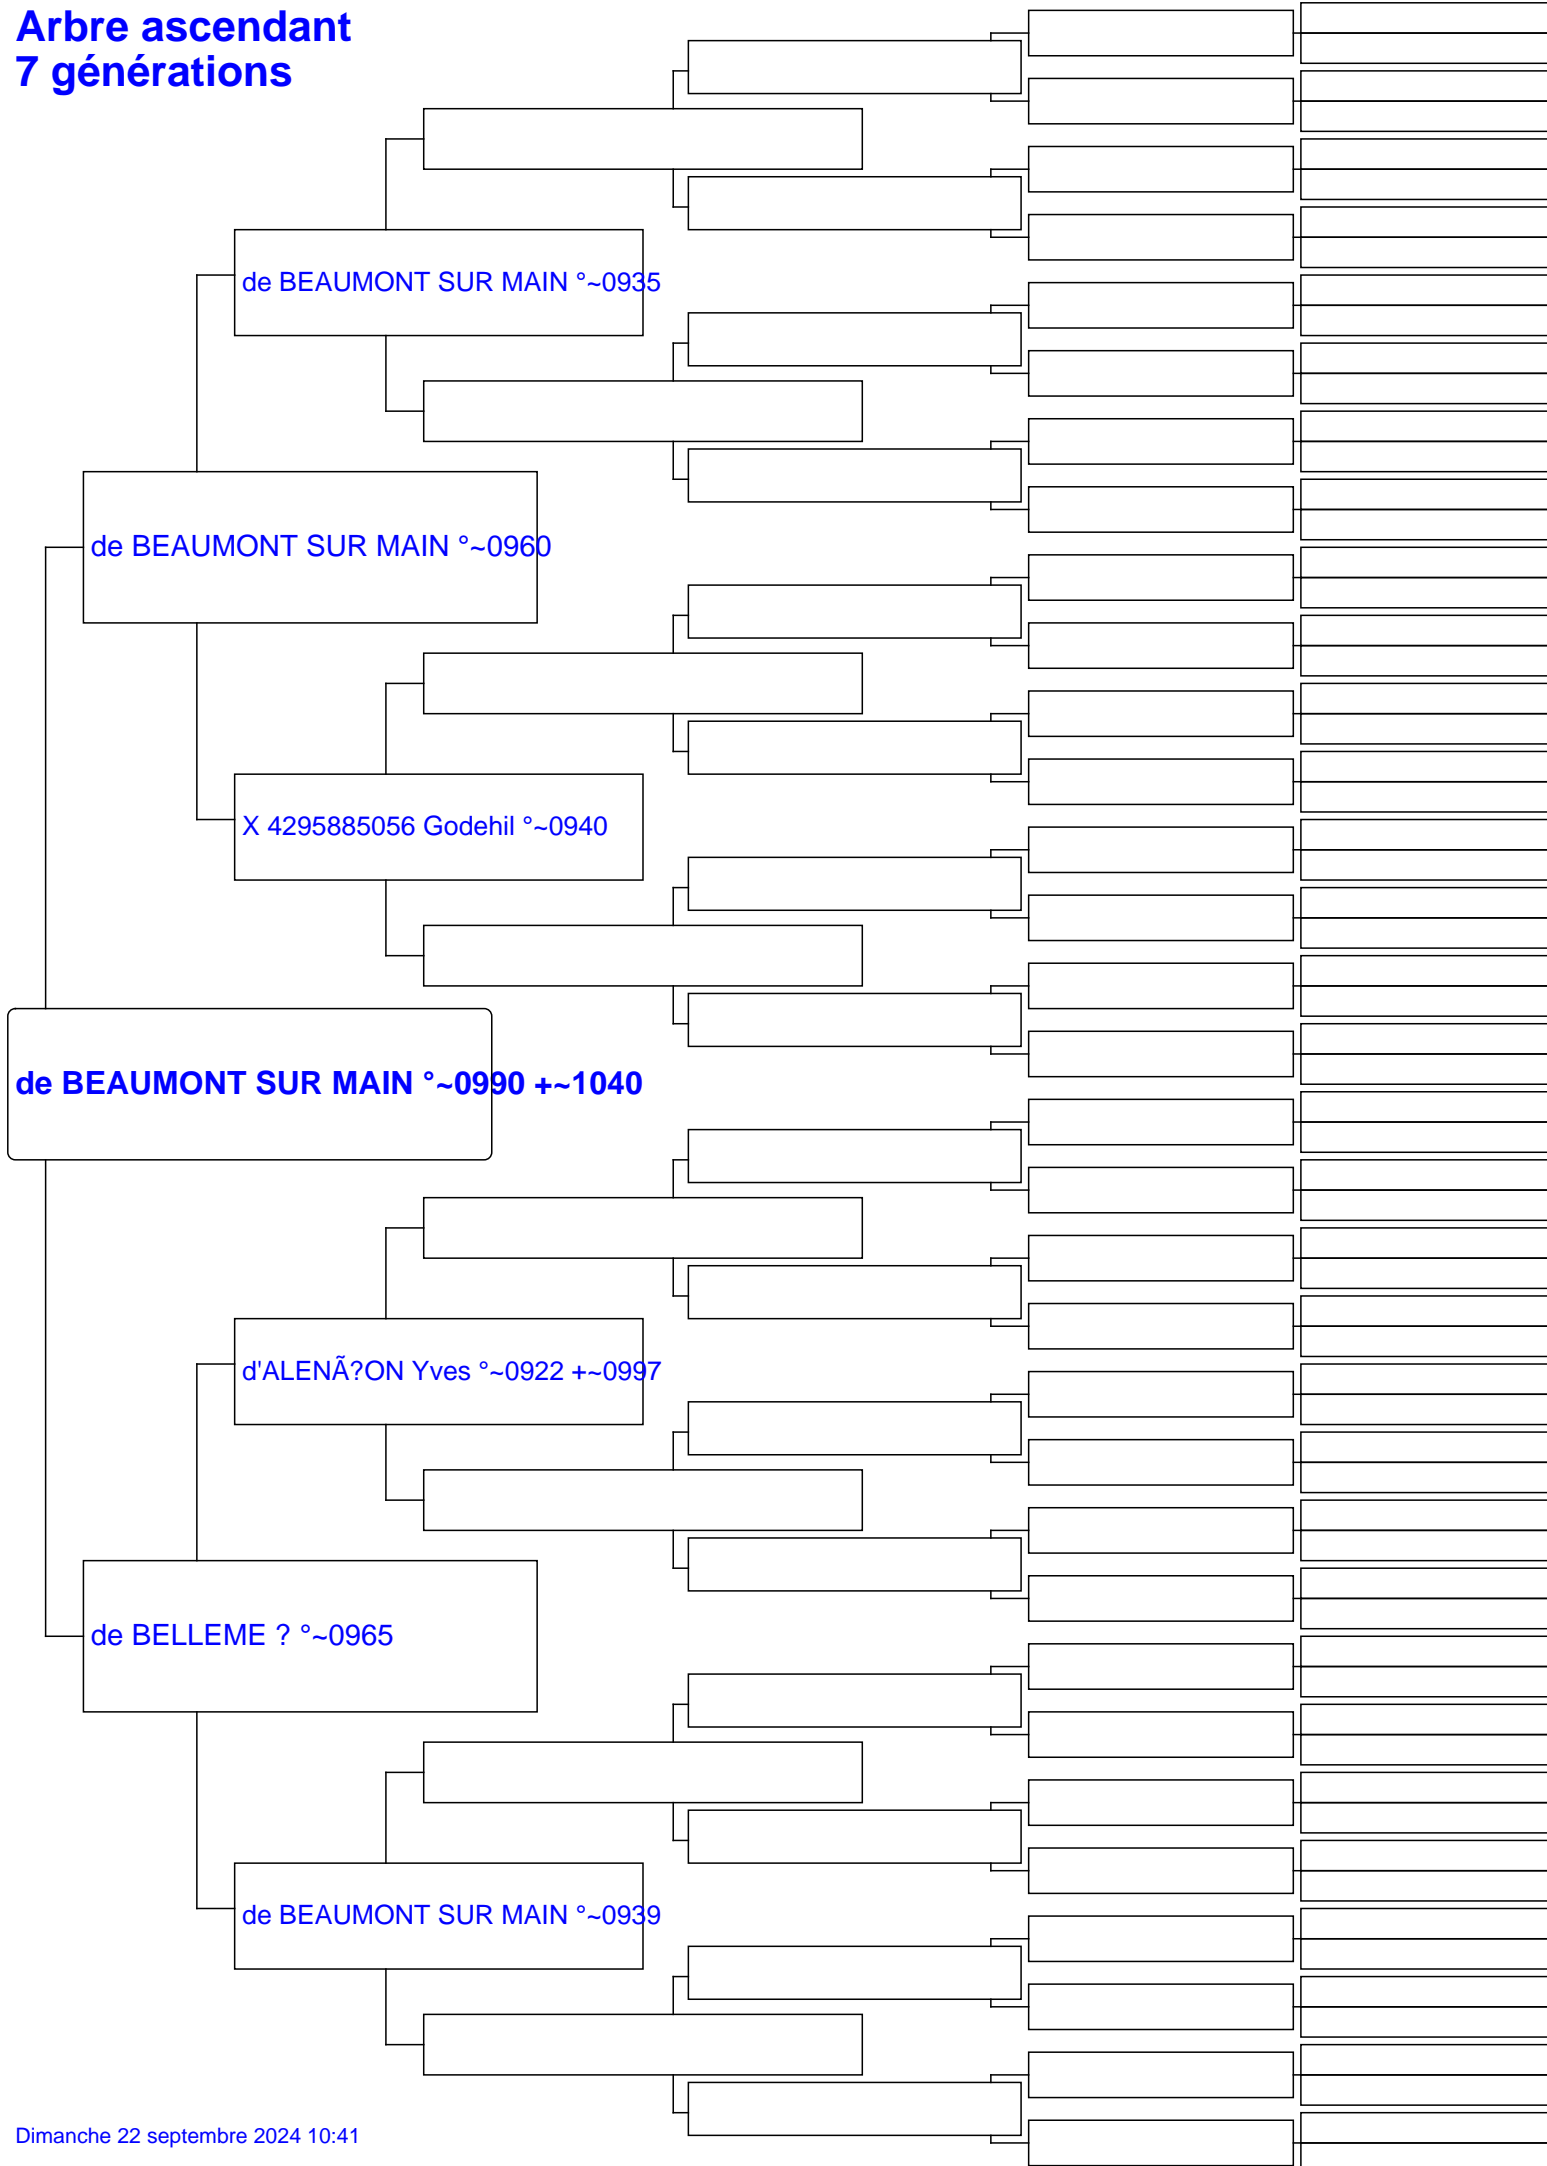 Arbre ascendant
7 générations
de BEAUMONT SUR MAIN °~0935
de BEAUMONT SUR MAIN °~0960
X 4295885056 Godehil °~0940
de BEAUMONT SUR MAIN °~0990 +~1040
d'ALENÃ?ON Yves °~0922 +~0997
de BELLEME ? °~0965
de BEAUMONT SUR MAIN °~0939
Dimanche 22 septembre 2024 10:41